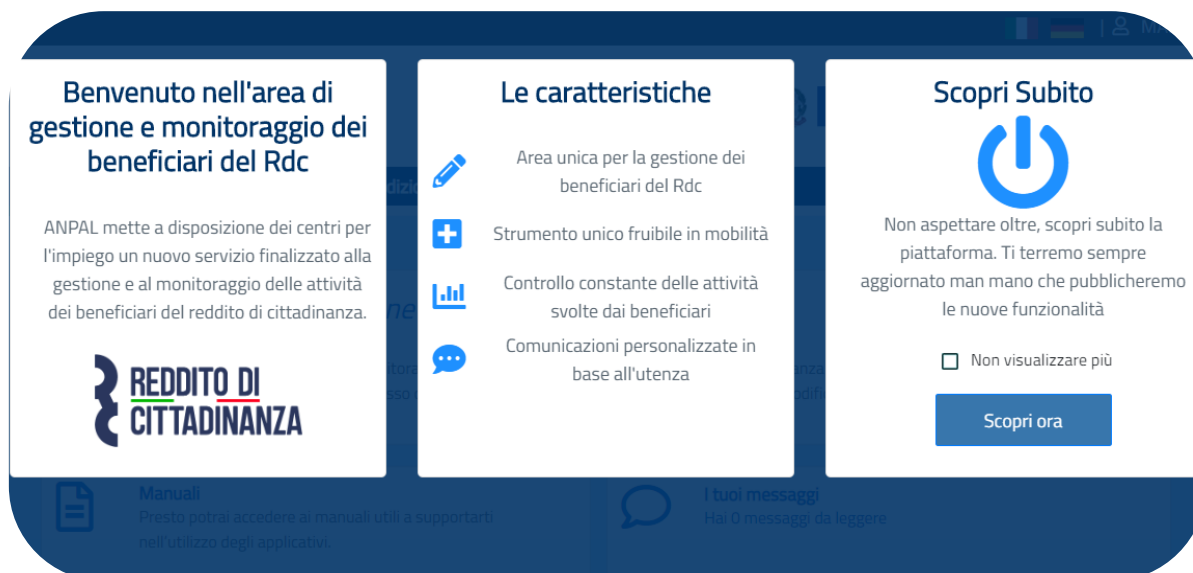 Benvenuto nell'area di
gestione e monitoraggio dei
beneficiari del Rdc
ANPAL mette a disposizione dei centri per
l'impiego un nuovo servizio finalizzato alla
gestione e al monitoraggio delle attività
dei beneficiari del reddito di cittadinanza.
REDDITO DI
CITTADINANZA
Le caratteristiche
Area unica per la gestione dei
beneficiari del Rdc
Strumento unico fruibile in mobilità
Controllo constante delle attività
svolte dai beneficiari
Comunicazioni personalizzate in
base all'utenza
Scopri Subito
Non aspettare oltre, scopri subito la
piattaforma. Ti terremo sempre
aggiornato man mano che pubblicheremo
le nuove funzionalità
Non visualizzare più
Scopri ora
Manuali
Presto potrai accedere ai manuali utili a supportarti
nell'utilizzo degli applicativi.
I tuoi messaggi
Hai 0 messaggi da leggere